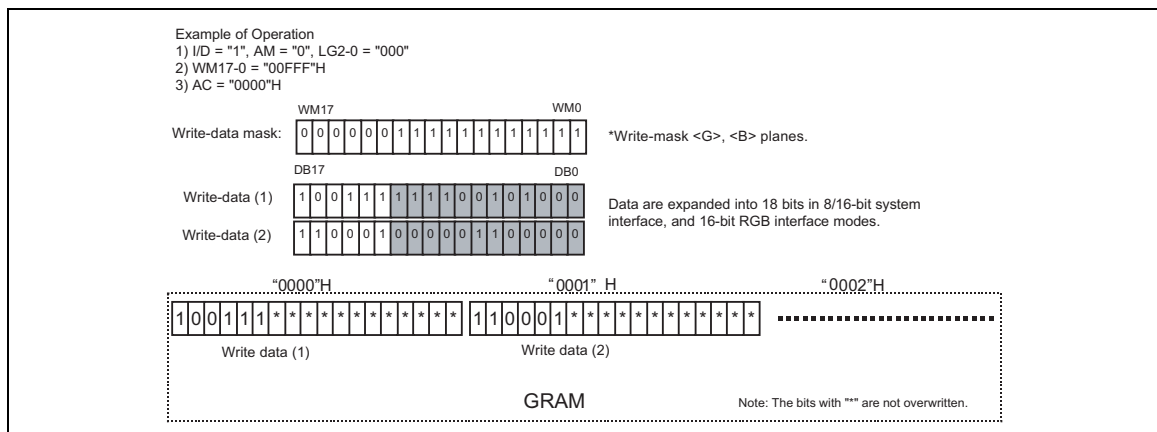 Example of Operation
1) I/D = "1", AM = "0", LG2-0 = "000"
2) WM17-0 = "00FFF"H
3) AC = "0000"H
WM17 WM0
Write-data mask: 0 0 0 0 0 0 1 1 1 1 1 1 1 1 1 1 1 1 *Write-mask <G>, <B> planes.
DB17 DB0
Write-data (1) 1 0 0 1 1 1 1 1 1 1 0 0 1 0 1 0 0 0
Data are expanded into 18 bits in 8/16-bit system
interface, and 16-bit RGB interface modes.
Write-data (2) 1 1 0 0 0 1 0 0 0 0 0 1 1 0 0 0 0 0
"0000"H "0001" H "0002"H
1 0 0 1 1 1 * * * * * * * * * * * * 1 1 0 0 0 1 * * * * * * * * * * * *
Write data (1) Write data (2)
GRAM
Note: The bits with "*" are not overwritten.